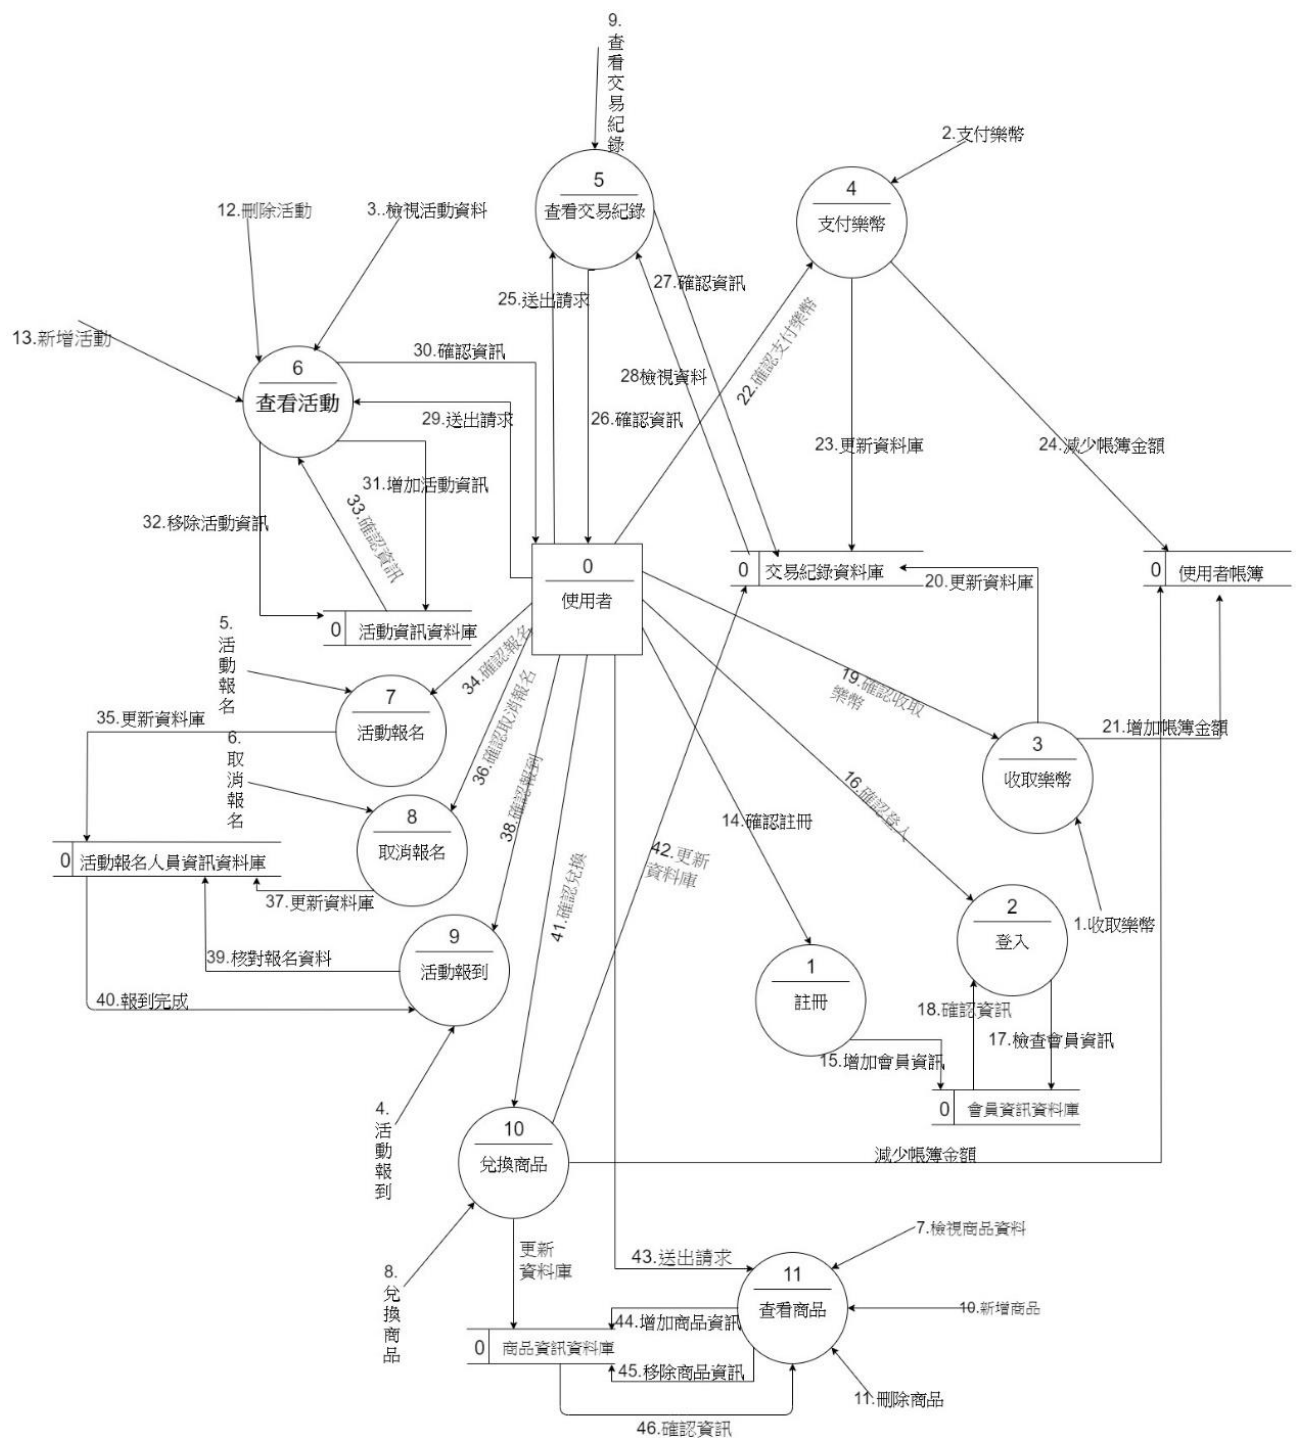 9.
查
看
交
易
紀
錄
2.支付樂幣
5
查看交易紀錄
4
支付樂幣
12.刪除活動
3..檢視活動資料
13.新增活動
6
查看活動
25.送出請求
27.確認資訊
30.確認資訊
28檢視資料
22.確認支付樂幣
29.送出請求
26.確認資訊
23.更新資料庫
24.減少帳簿金額
31.增加活動資訊
32.移除活動資訊
33.確認資訊
0
使用者
0
交易紀錄資料庫
20.更新資料庫
0
使用者帳簿
0
活動資訊資料庫
5.
活
動
報
名
34.確認報名
7
活動報名
35.更新資料庫
6.
取
消
報
名
36.確認取消報名
19.確認收取
樂幣
3
收取樂幣
21.增加帳簿金額
38.確認報到
16.確認登入
14.確認註冊
8
取消報名
0
活動報名人員資訊資料庫
37.更新資料庫
42.更新
資料庫
41.確認兌換
1.收取樂幣
9
活動報到
39.核對報名資料
40.報到完成
2
登入
1
註冊
18.確認資訊
17.檢查會員資訊
15.增加會員資訊
0
會員資訊資料庫
4.
活
動
報
到
10
兌換商品
減少帳簿金額
更新
資料庫
8.
兌
換
商
品
43.送出請求
7.檢視商品資料
11
查看商品
10.新增商品
44.增加商品資訊
0
商品資訊資料庫
45.移除商品資訊
11.刪除商品
46.確認資訊